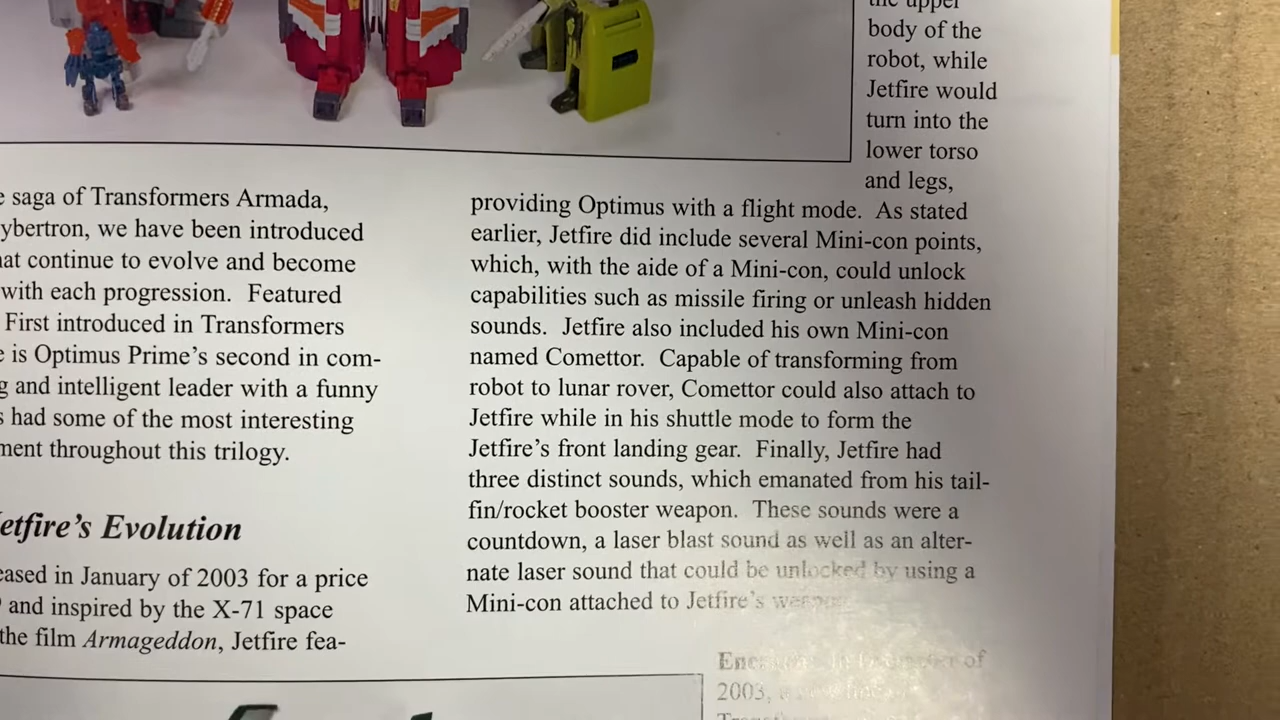 e saga of Transformers Armada,
ybertron, we have been introduced
hat continue to evolve and become
with each progression. Featured
First introduced in Transformers
e is Optimus Prime's second in com-
g and intelligent leader with a funny
s had some of the most interesting
ment throughout this trilogy.
Jetfire's Evolution
eased in January of 2003 for a price
and inspired by the X-71 space
the film Armageddon, Jetfire fea-
the upper
body of the
robot, while
Jetfire would
turn into the
lower torso
and legs,
providing Optimus with a flight mode. As stated
earlier, Jetfire did include several Mini-con points,
which, with the aide of a Mini-con, could unlock
capabilities such as missile firing or unleash hidden
sounds. Jetfire also included his own Mini-con
named Comettor. Capable of transforming from
robot to lunar rover, Comettor could also attach to
Jetfire while in his shuttle mode to form the
Jetfire's front landing gear. Finally, Jetfire had
three distinct sounds, which emanated from his tail-
fin/rocket booster weapon. These sounds were a
countdown, a laser blast sound as well as an alter-
nate laser sound that could be unlocked by using a
Mini-con attached to Jetfire's
of
2003,